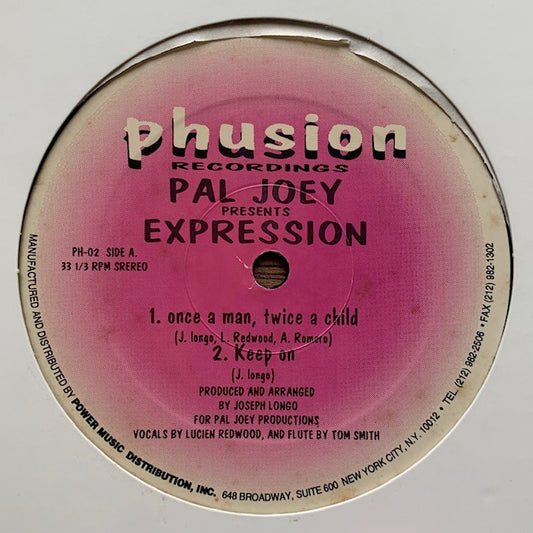 phusion
RECORDINGS
PAL JOEY
PRESENTS
EXPRESSION
PH-02 SIDE A.
33 1/3 RPM SREREO
1. once a man, twice a child
(J. longo, L. Redwood, A. Romero)
2. Keep on
(J. longo)
PRODUCED AND ARRANGED
BY JOSEPH LONGO
FOR PAL JOEY PRODUCTIONS
VOCALS BY LUCIEN REDWOOD, AND FLUTE BY TOM SMITH
MANUFACTURED AND DISTRIBUTED BY POWER MUSIC DISTRIBUTION, INC. 648 BROADWAY, SUITE 600 NEW YORK CITY, N.Y. 10012 • TEL (212) 982-2506 • FAX (212) 982-1302